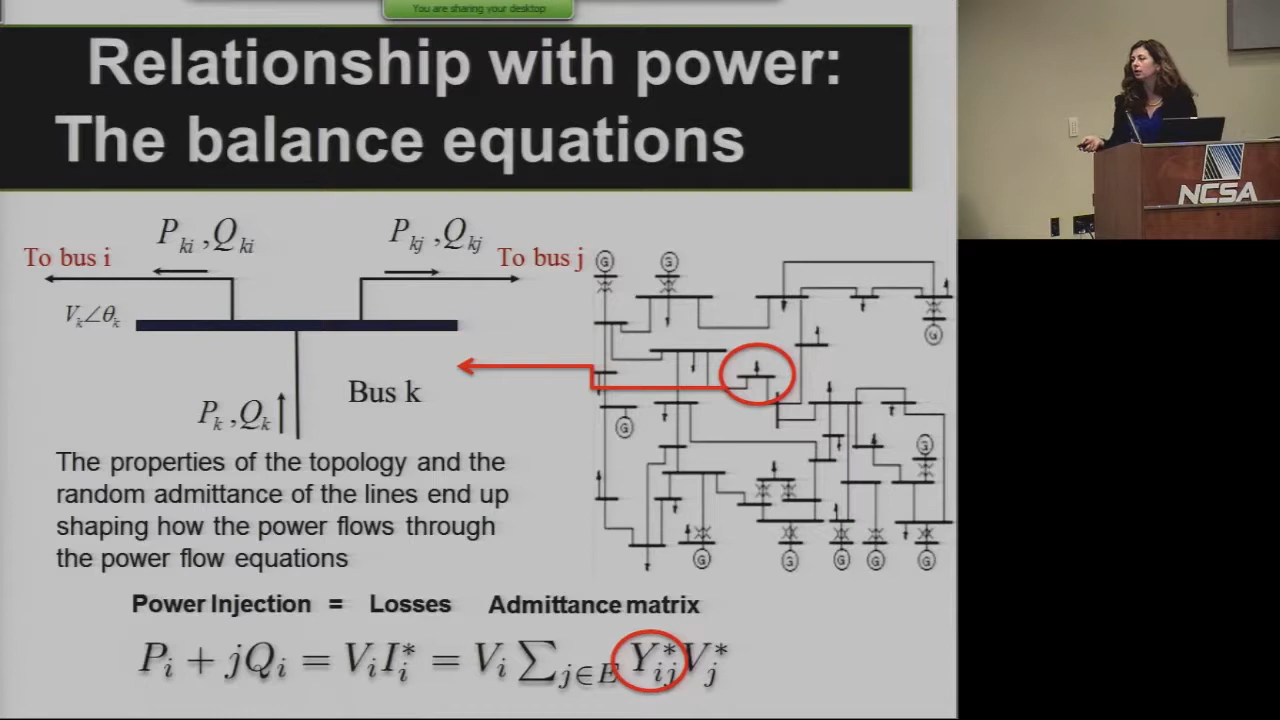 You are sharing your desktop
Relationship with power:
The balance equations
P_ki ,Q_ki
P_kj ,Q_kj
To bus i
To bus j
V_k∠θ_k
Bus k
P_k ,Q_k
The properties of the topology and the
random admittance of the lines end up
shaping how the power flows through
the power flow equations
Power Injection = Losses Admittance matrix
P_i + jQ_i = V_i I_i^* = V_i ∑_{j∈E} Y_ij^* V_j^*
G
G
G
G
G
G
G
G
G
G
NCSA